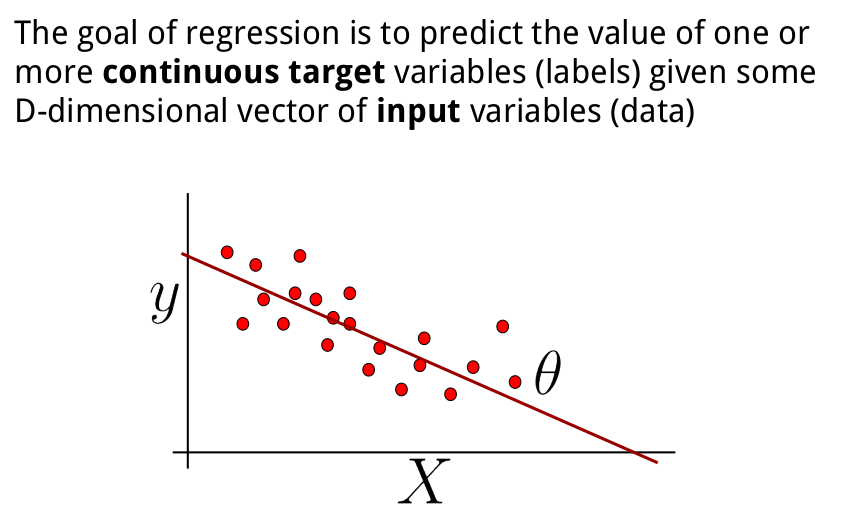 The goal of regression is to predict the value of one or
more continuous target variables (labels) given some
D-dimensional vector of input variables (data)
y
θ
X